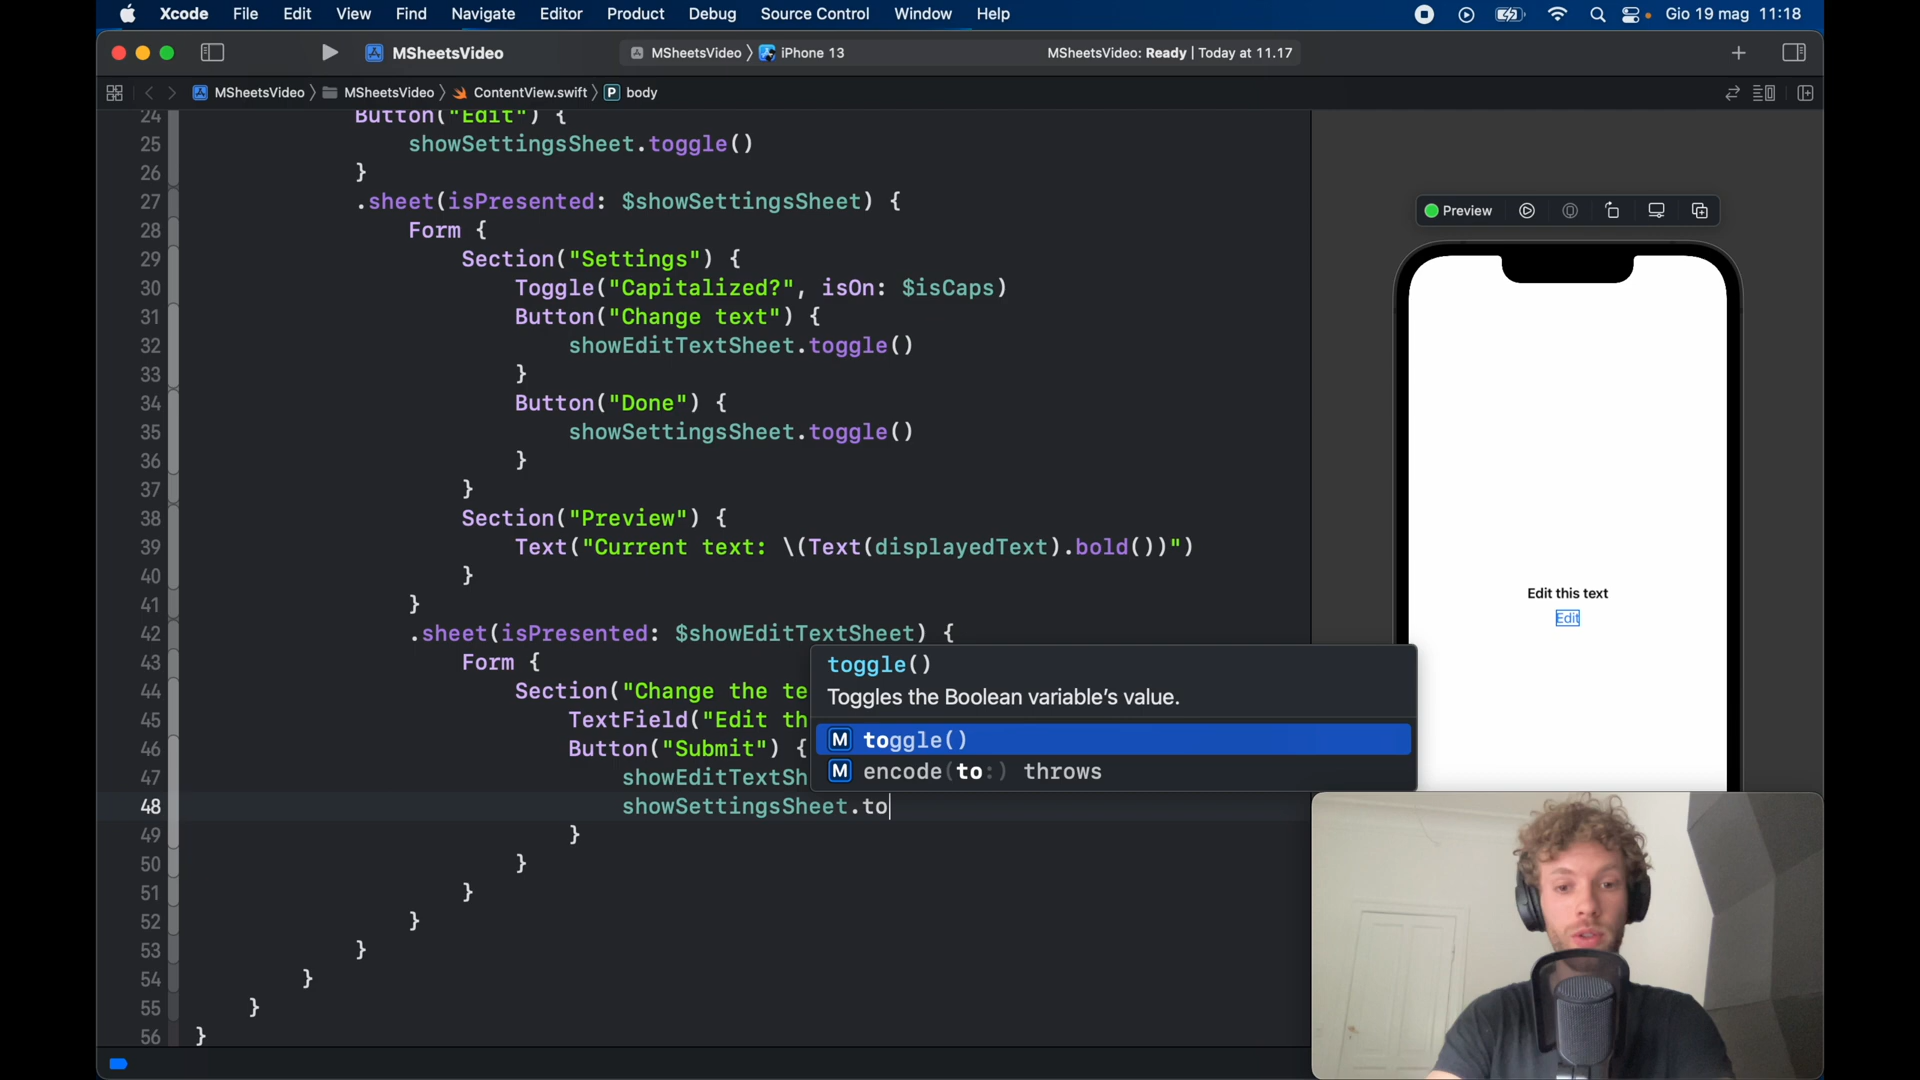 Xcode File Edit View Find Navigate Editor Product Debug Source Control Window Help Gio 19 mag 11:18
MSheetsVideo MSheetsVideo iPhone 13 MSheetsVideo: Ready | Today at 11.17
MSheetsVideo MSheetsVideo ContentView.swift P body
24 Button("Edit") {
25 showSettingsSheet.toggle()
26 }
27 .sheet(isPresented: $showSettingsSheet) {
28 Form {
29 Section("Settings") {
30 Toggle("Capitalized?", isOn: $isCaps)
31 Button("Change text") {
32 showEditTextSheet.toggle()
33 }
34 Button("Done") {
35 showSettingsSheet.toggle()
36 }
37 }
38 Section("Preview") {
39 Text("Current text: \(Text(displayedText).bold())")
40 }
41 }
42 .sheet(isPresented: $showEditTextSheet) {
43 Form {
44 Section("Change the te
45 TextField("Edit th
46 Button("Submit") {
47 showEditTextSh
48 showSettingsSheet.to
49 }
50 }
51 }
52 }
53 }
54 }
55 }
56 }
toggle()
Toggles the Boolean variable's value.
M toggle()
M encode(to:) throws
Preview
Edit this text
Edit